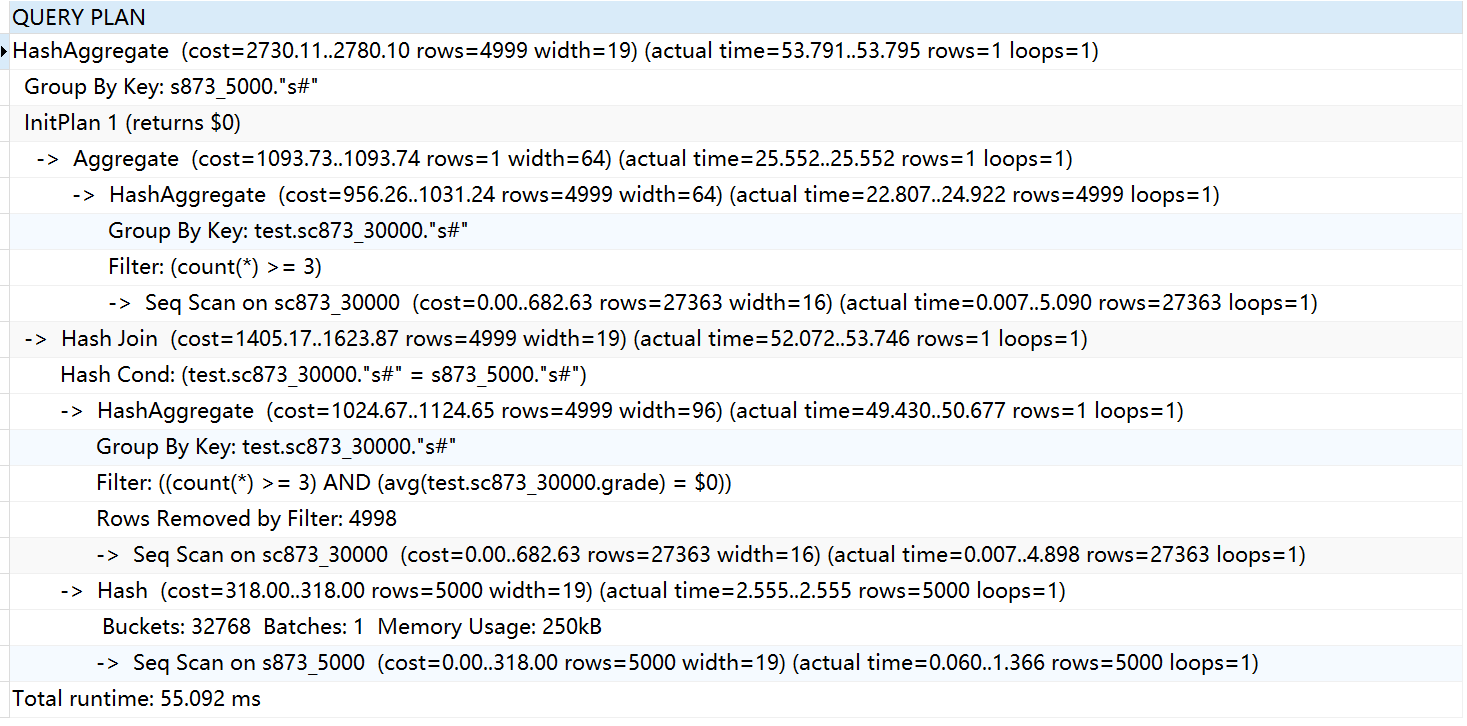 QUERY PLAN
HashAggregate (cost=2730.11..2780.10 rows=4999 width=19) (actual time=53.791..53.795 rows=1 loops=1)
Group By Key: s873_5000."s#"
InitPlan 1 (returns $0)
-> Aggregate (cost=1093.73..1093.74 rows=1 width=64) (actual time=25.552..25.552 rows=1 loops=1)
-> HashAggregate (cost=956.26..1031.24 rows=4999 width=64) (actual time=22.807..24.922 rows=4999 loops=1)
Group By Key: test.sc873_30000."s#"
Filter: (count(*) >= 3)
-> Seq Scan on sc873_30000 (cost=0.00..682.63 rows=27363 width=16) (actual time=0.007..5.090 rows=27363 loops=1)
-> Hash Join (cost=1405.17..1623.87 rows=4999 width=19) (actual time=52.072..53.746 rows=1 loops=1)
Hash Cond: (test.sc873_30000."s#" = s873_5000."s#")
-> HashAggregate (cost=1024.67..1124.65 rows=4999 width=96) (actual time=49.430..50.677 rows=1 loops=1)
Group By Key: test.sc873_30000."s#"
Filter: ((count(*) >= 3) AND (avg(test.sc873_30000.grade) = $0))
Rows Removed by Filter: 4998
-> Seq Scan on sc873_30000 (cost=0.00..682.63 rows=27363 width=16) (actual time=0.007..4.898 rows=27363 loops=1)
-> Hash (cost=318.00..318.00 rows=5000 width=19) (actual time=2.555..2.555 rows=5000 loops=1)
Buckets: 32768 Batches: 1 Memory Usage: 250kB
-> Seq Scan on s873_5000 (cost=0.00..318.00 rows=5000 width=19) (actual time=0.060..1.366 rows=5000 loops=1)
Total runtime: 55.092 ms